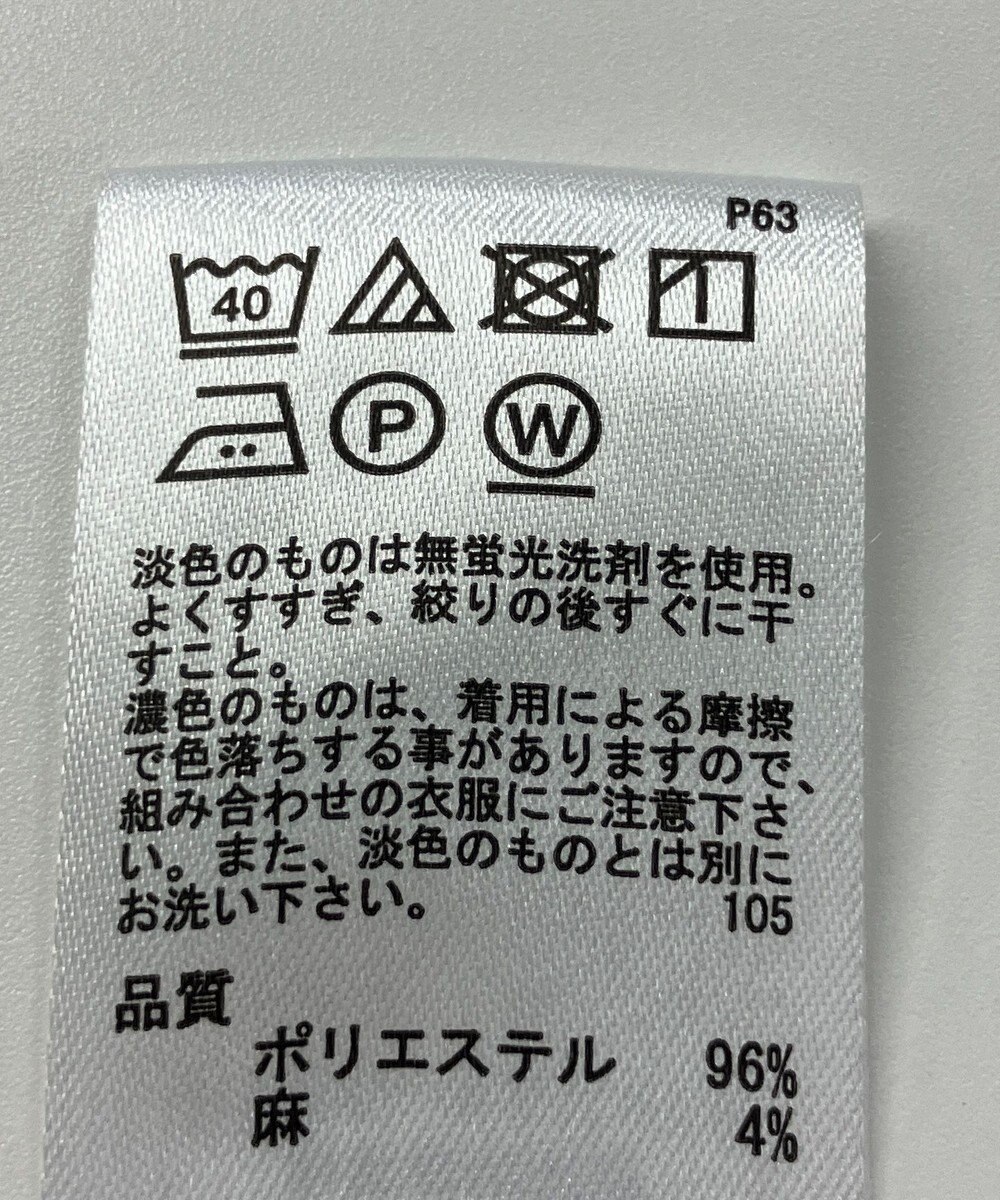 P63
40
P W
淡色のものは無蛍光洗剤を使用。
よくすすぎ、絞りの後すぐに干
すこと。
濃色のものは、着用による摩擦
で色落ちする事がありますので、
組み合わせの衣服にご注意下さ
い。また、淡色のものとは別に
お洗い下さい。 105
品質
ポリエステル 96%
麻 4%